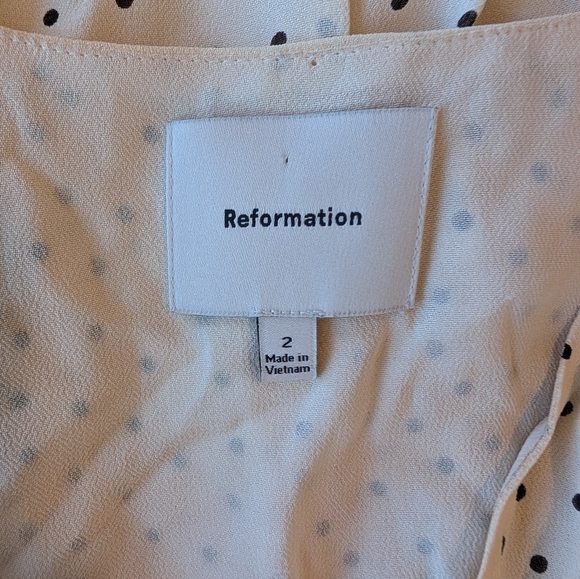 Reformation
2
Made in
Vietnam